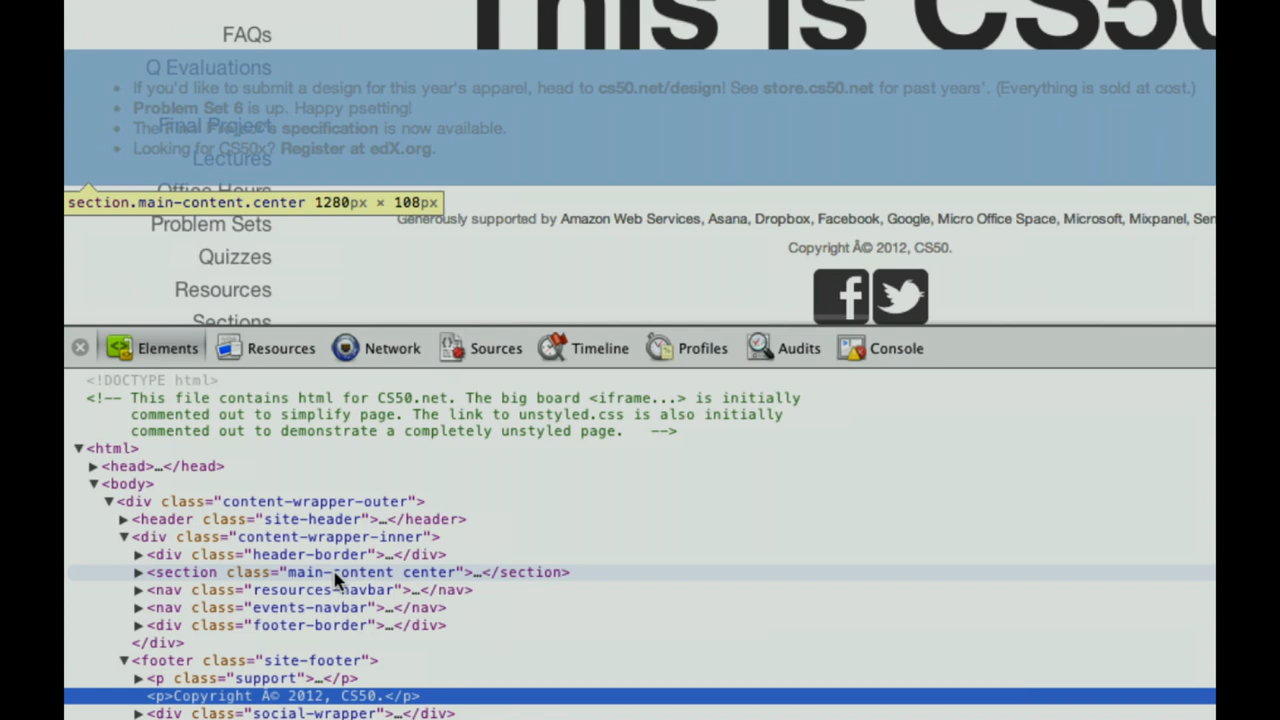 This is CS50
FAQs
Q Evaluations
• If you'd like to submit a design for this year's apparel, head to cs50.net/design! See store.cs50.net for past years'. (Everything is sold at cost.)
• Problem Set 6 is up. Happy psetting!
Final Project
• The Final Project's specification is now available.
• Looking for CS50x? Register at edX.org.
Lectures
Office Hours
section.main-content.center 1280px × 108px
Generously supported by Amazon Web Services, Asana, Dropbox, Facebook, Google, Micro Office Space, Microsoft, Mixpanel, Sen
Problem Sets
Copyright Â© 2012, CS50.
Quizzes
Resources
Sections
Elements Resources Network Sources Timeline Profiles Audits Console
<!DOCTYPE html>
<!-- This file contains html for CS50.net. The big board <iframe...> is initially
commented out to simplify page. The link to unstyled.css is also initially
commented out to demonstrate a completely unstyled page. -->
▼<html>
▶<head>…</head>
▼<body>
▼<div class="content-wrapper-outer">
▶<header class="site-header">…</header>
▼<div class="content-wrapper-inner">
▶<div class="header-border">…</div>
▶<section class="main-content center">…</section>
▶<nav class="resources-navbar">…</nav>
▶<nav class="events-navbar">…</nav>
▶<div class="footer-border">…</div>
</div>
▼<footer class="site-footer">
▶<p class="support">…</p>
<p>Copyright Â© 2012, CS50.</p>
▶<div class="social-wrapper">…</div>